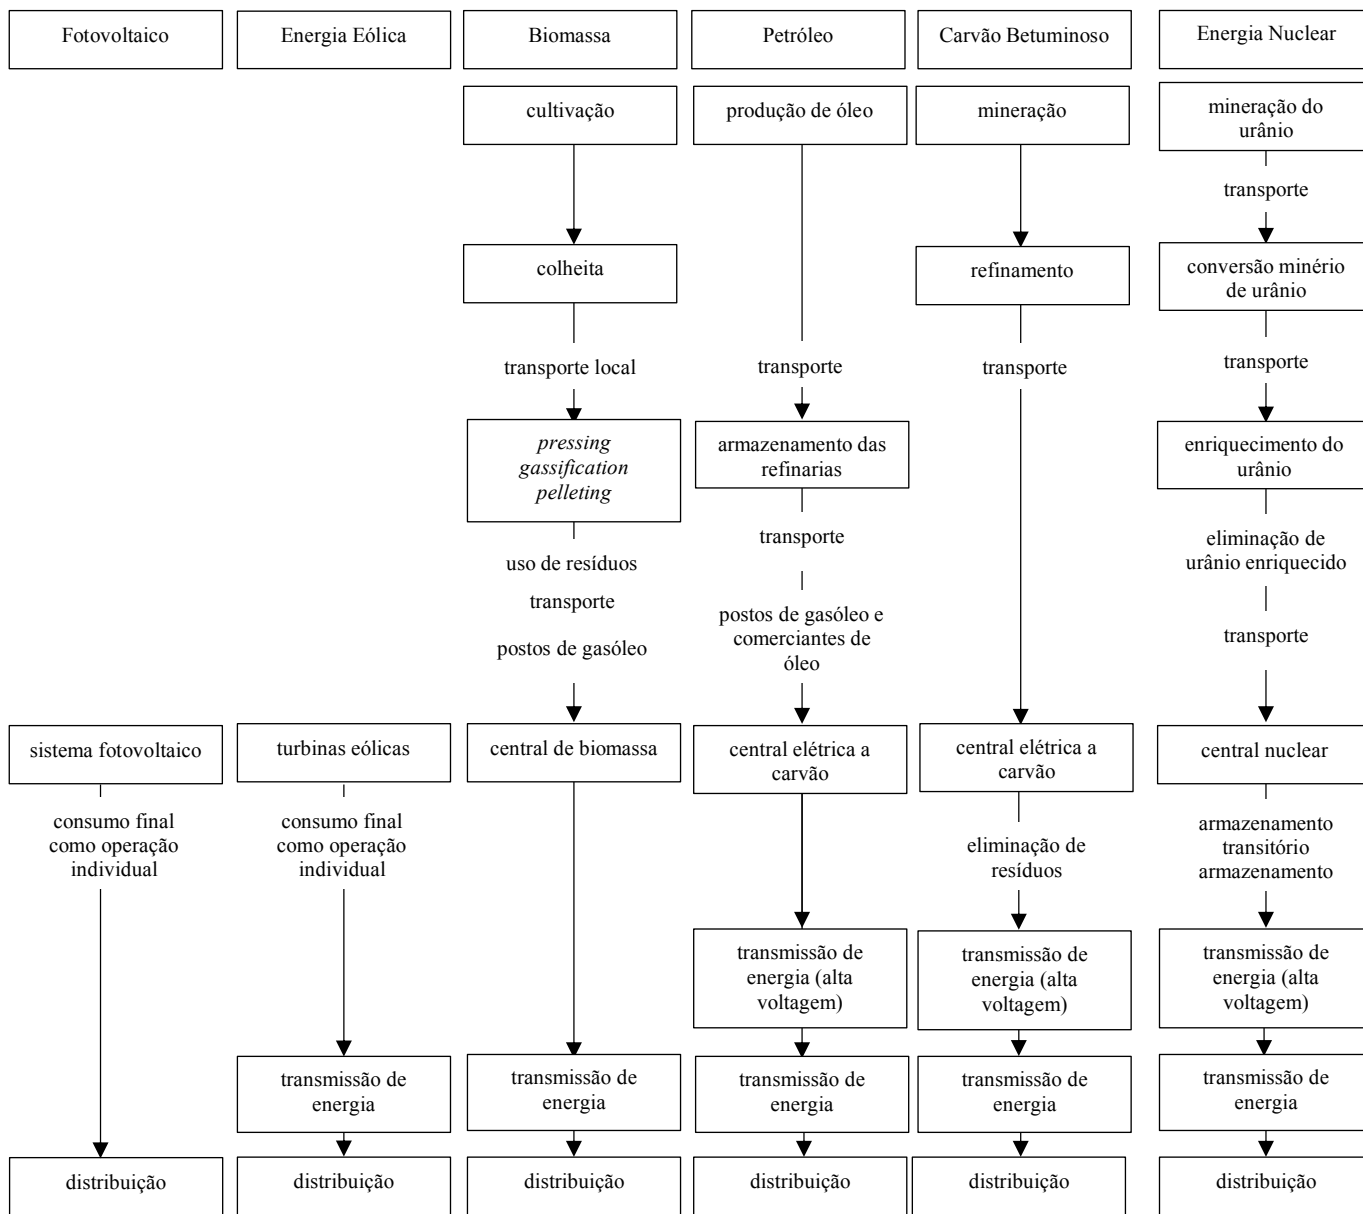 Fotovoltaico
Energia Eólica
Biomassa
Petróleo
Carvão Betuminoso
Energia Nuclear
cultivação
produção de óleo
mineração
mineração do
urânio
transporte
colheita
refinamento
conversão minério
de urânio
transporte local
transporte
transporte
transporte
pressing
gassification
pelleting
armazenamento das
refinarias
enriquecimento do
urânio
uso de resíduos
transporte
postos de gasóleo
transporte
postos de gasóleo e
comerciantes de
óleo
eliminação de
urânio enriquecido
transporte
sistema fotovoltaico
turbinas eólicas
central de biomassa
central elétrica a
carvão
central elétrica a
carvão
central nuclear
consumo final
como operação
individual
consumo final
como operação
individual
eliminação de
resíduos
armazenamento
transitório
armazenamento
transmissão de
energia (alta
voltagem)
transmissão de
energia (alta
voltagem)
transmissão de
energia (alta
voltagem)
transmissão de
energia
transmissão de
energia
transmissão de
energia
transmissão de
energia
transmissão de
energia
distribuição
distribuição
distribuição
distribuição
distribuição
distribuição